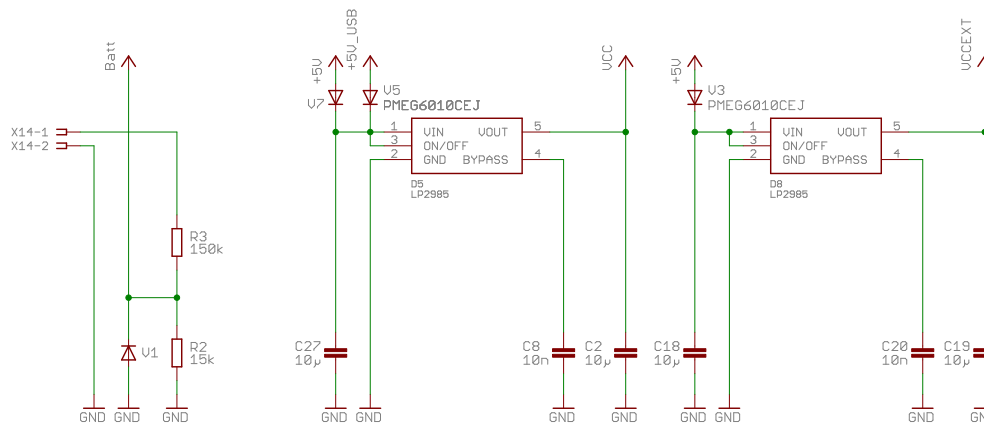 Batt
X14-1
X14-2
R3
150k
R2
15k
V1
GND
GND
GND
+5V
+5V_USB
V7
V5
PMEG6010CEJ
1
3
2
VIN
ON/OFF
GND
VOUT
BYPASS
5
4
D5
LP2985
VCC
C27
10µ
C8
10n
C2
10µ
GND
GND
GND
GND
+5V
V3
PMEG6010CEJ
1
3
2
VIN
ON/OFF
GND
VOUT
BYPASS
5
4
D8
LP2985
VCCEXT
C18
10µ
C20
10n
C19
10µ
GND
GND
GND